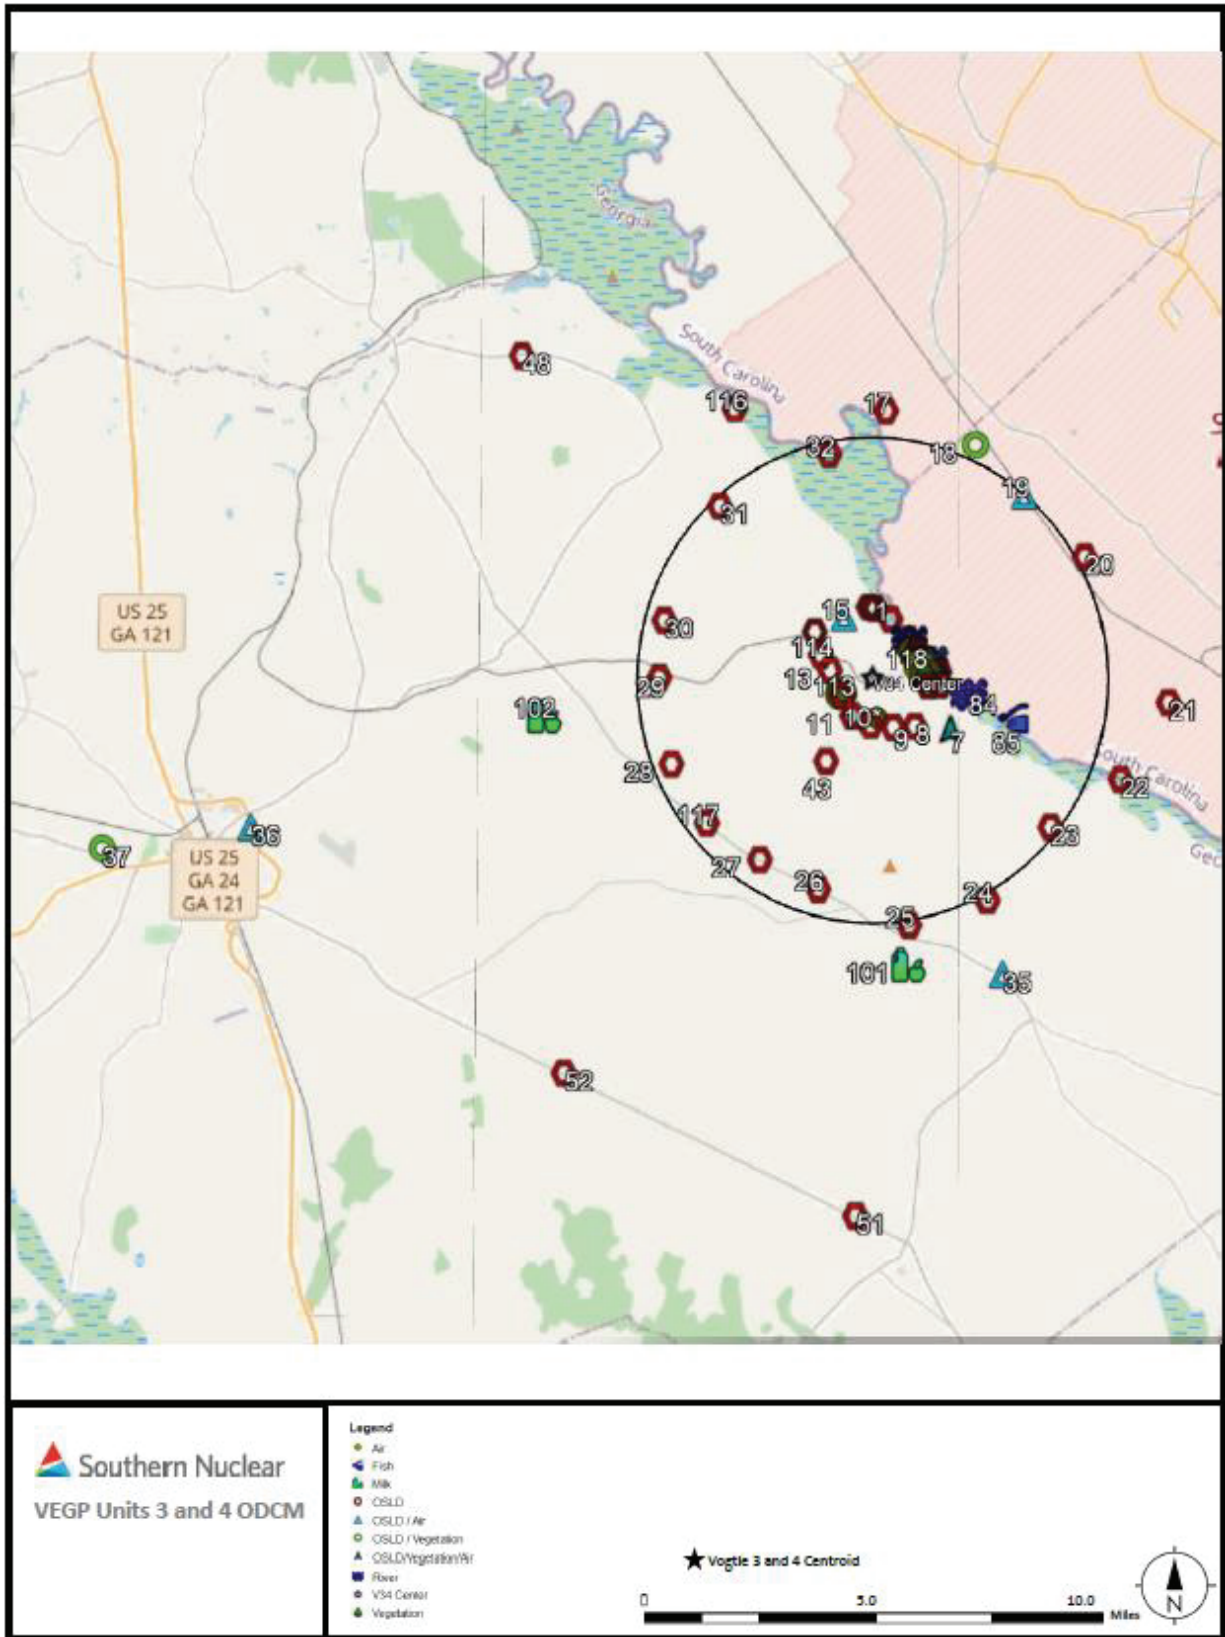 Georgia
South Carolina
48
116
17
32
18
19
31
20
US 25
GA 121
15
1
30
114
118
13
113
V34 Center
29
84
21
102
11
10*
9
8
7
85
South Carolina
28
43
22
117
23
36
37
US 25
GA 24
GA 121
27
26
24
25
101
35
52
51
Southern Nuclear
VEGP Units 3 and 4 ODCM
Legend
Air
Fish
Milk
OSLD
OSLD / Air
OSLD / Vegetation
OSLD/Vegetation/Air
River
V34 Center
Vegetation
Vogtle 3 and 4 Centroid
0 5.0 10.0
Miles
N